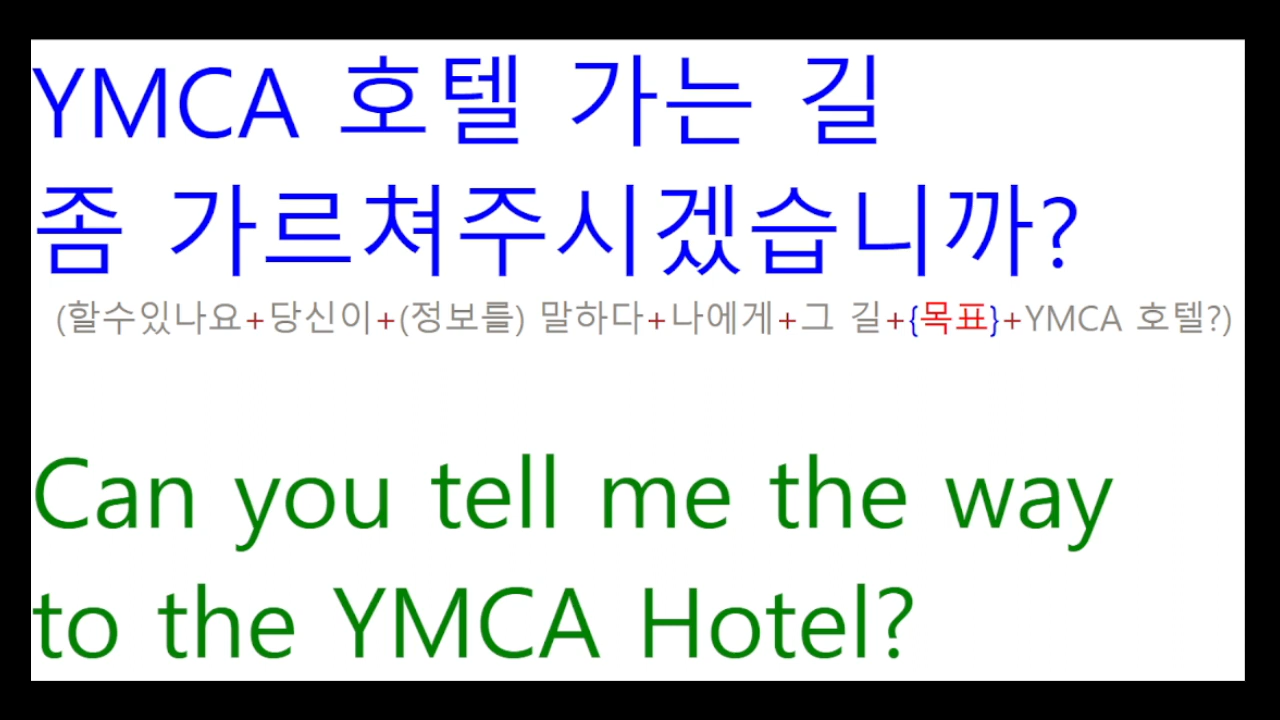 YMCA 호텔 가는 길
좀 가르쳐주시겠습니까?
(할수있나요+당신이+(정보를) 말하다+나에게+그 길+{목표}+YMCA 호텔?)
Can you tell me the way
to the YMCA Hotel?